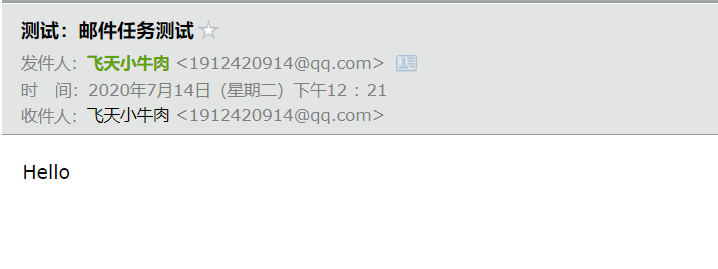 测试：邮件任务测试
发件人：飞天小牛肉 <1912420914@qq.com>
时　间：2020年7月14日（星期二）下午12：21
收件人：飞天小牛肉 <1912420914@qq.com>
Hello